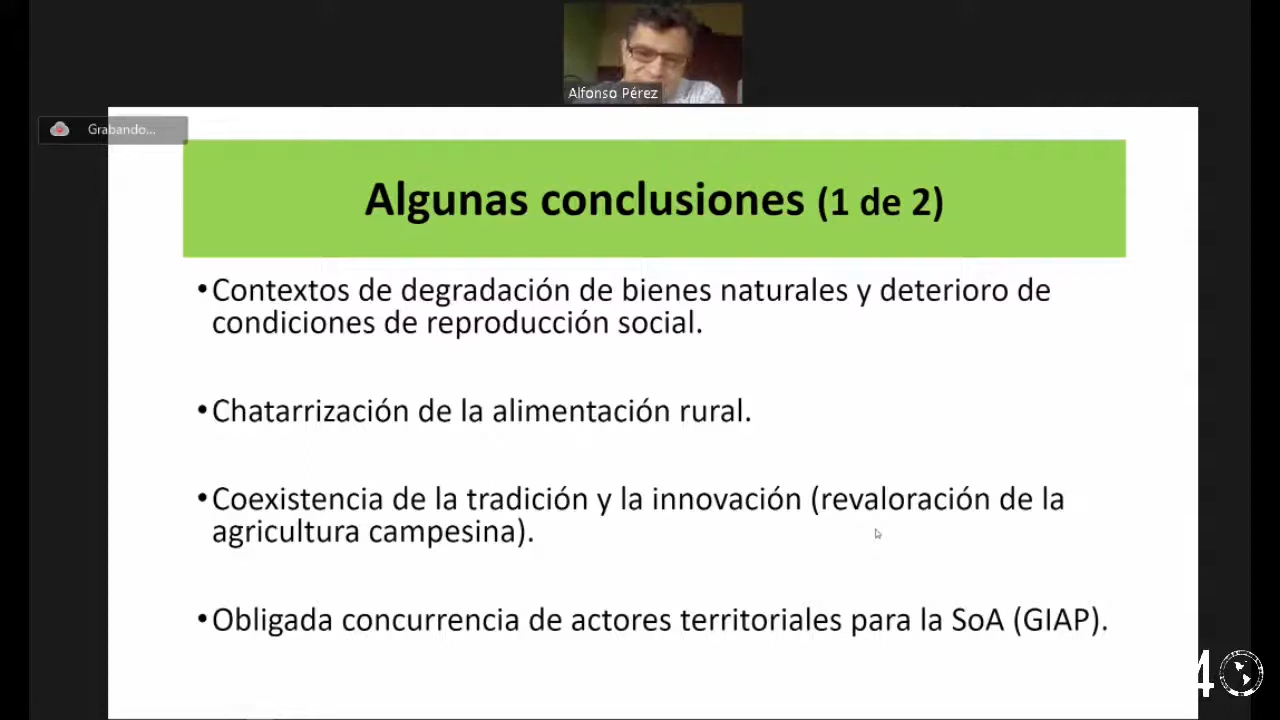 Alfonso Pérez
Grabando...
Algunas conclusiones (1 de 2)
•Contextos de degradación de bienes naturales y deterioro de
condiciones de reproducción social.
•Chatarrización de la alimentación rural.
•Coexistencia de la tradición y la innovación (revaloración de la
agricultura campesina).
•Obligada concurrencia de actores territoriales para la SoA (GIAP).
4